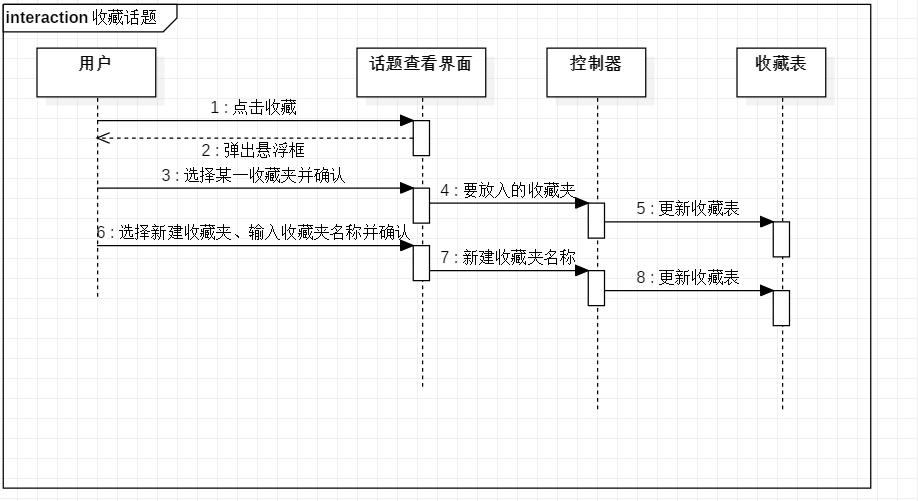 interaction 收藏话题
用户
话题查看界面
控制器
收藏表
1 : 点击收藏
2 : 弹出悬浮框
3 : 选择某一收藏夹并确认
4 : 要放入的收藏夹
5 : 更新收藏表
6 : 选择新建收藏夹、输入收藏夹名称并确认
7 : 新建收藏夹名称
8 : 更新收藏表